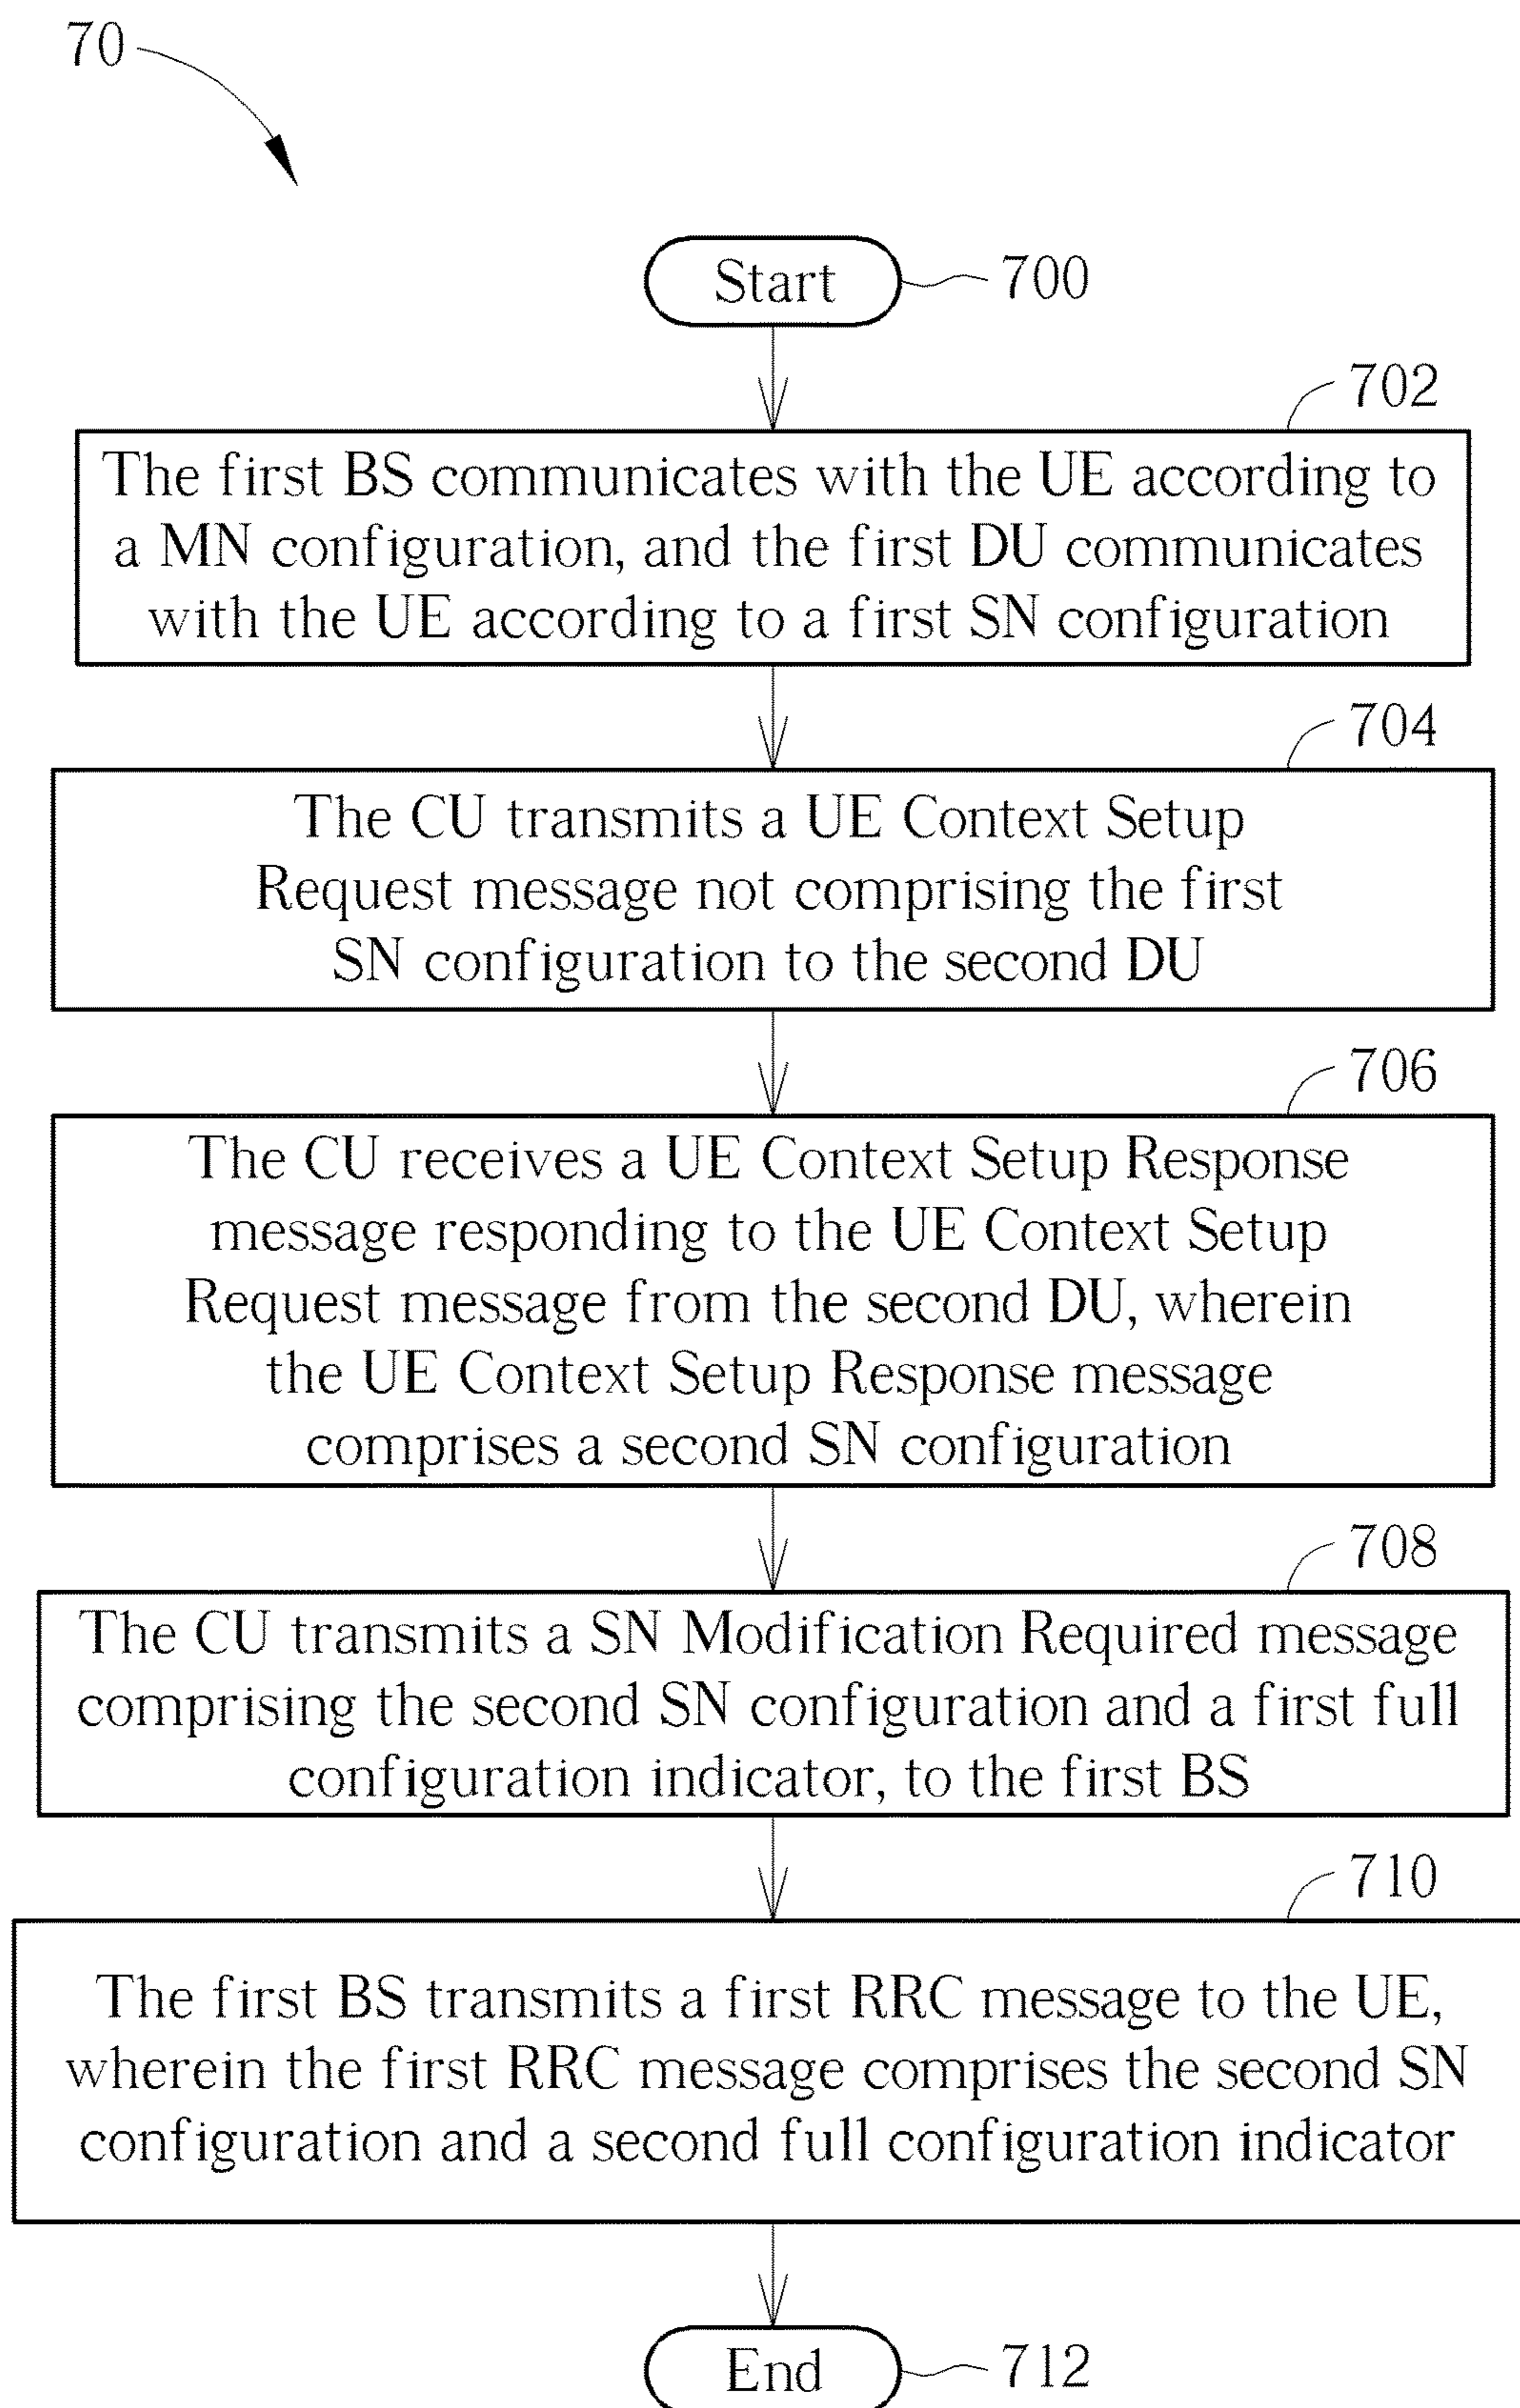 70
Start
700
702
The first BS communicates with the UE according to
a MN configuration, and the first DU communicates
with the UE according to a first SN configuration
704
The CU transmits a UE Context Setup
Request message not comprising the first
SN configuration to the second DU
706
The CU receives a UE Context Setup Response
message responding to the UE Context Setup
Request message from the second DU, wherein
the UE Context Setup Response message
comprises a second SN configuration
708
The CU transmits a SN Modification Required message
comprising the second SN configuration and a first full
configuration indicator, to the first BS
710
The first BS transmits a first RRC message to the UE,
wherein the first RRC message comprises the second SN
configuration and a second full configuration indicator
End
712